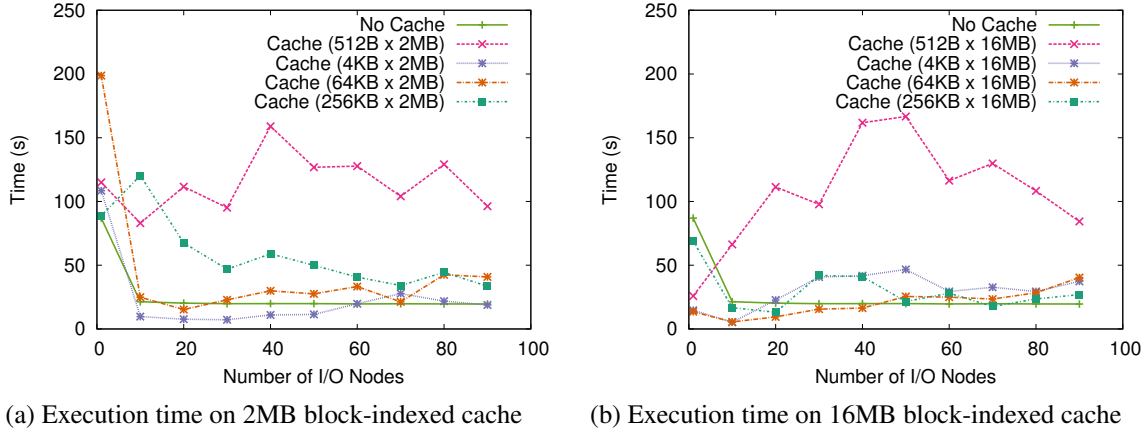 250
200
150
100
50
0
0 20 40 60 80 100
Time (s)
Number of I/O Nodes
No Cache
Cache (512B x 2MB)
Cache (4KB x 2MB)
Cache (64KB x 2MB)
Cache (256KB x 2MB)
(a) Execution time on 2MB block-indexed cache
250
200
150
100
50
0
0 20 40 60 80 100
Time (s)
Number of I/O Nodes
No Cache
Cache (512B x 16MB)
Cache (4KB x 16MB)
Cache (64KB x 16MB)
Cache (256KB x 16MB)
(b) Execution time on 16MB block-indexed cache